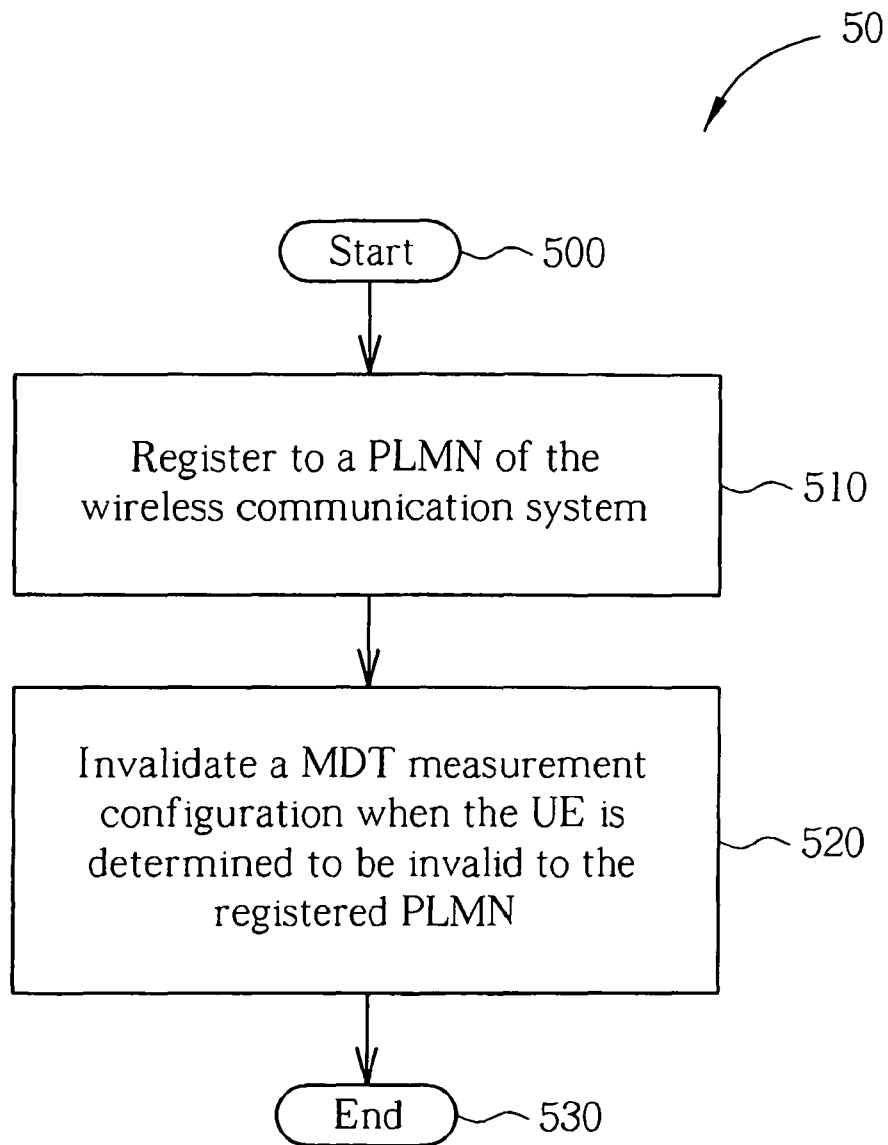 50
Start
500
Register to a PLMN of the
wireless communication system
510
Invalidate a MDT measurement
configuration when the UE is
determined to be invalid to the
registered PLMN
520
End
530